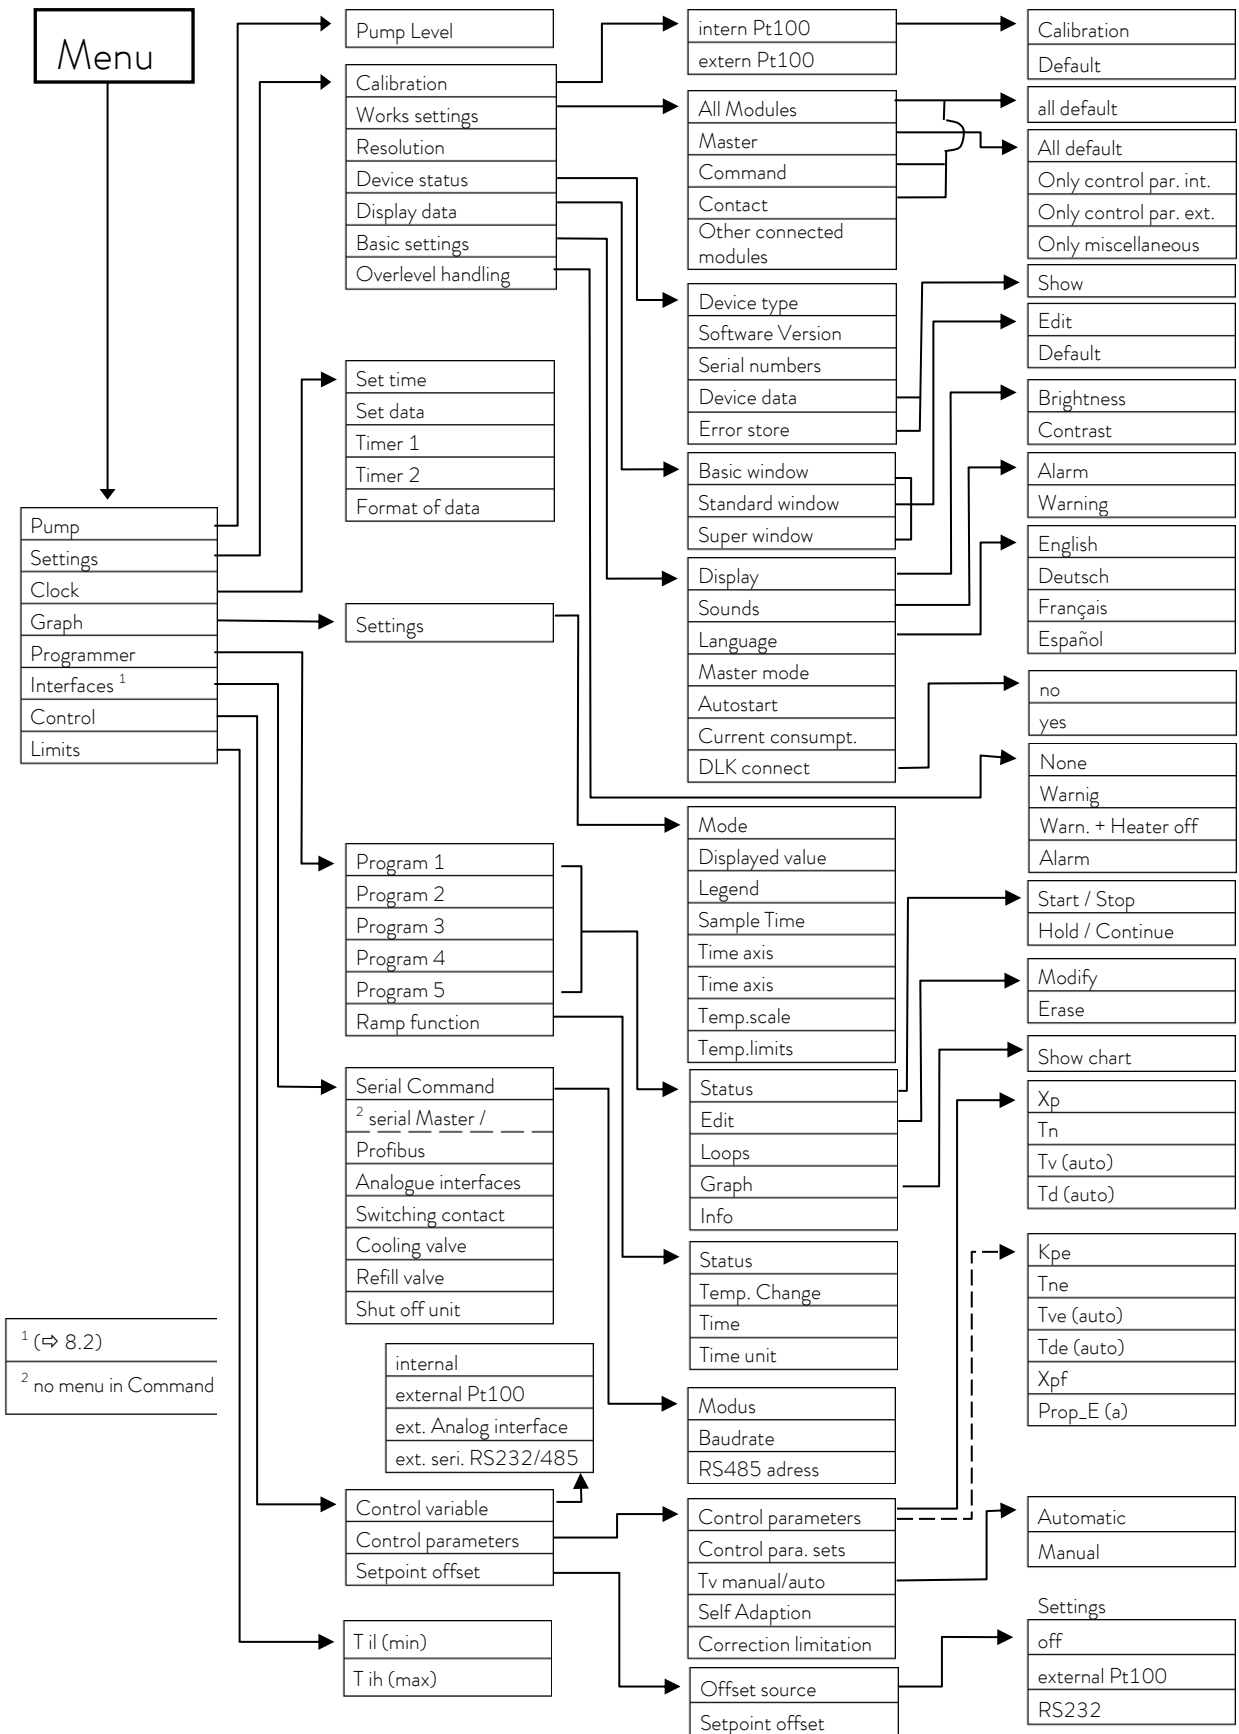 Menu
Pump
Settings
Clock
Graph
Programmer
Interfaces ¹
Control
Limits
¹ (⇨ 8.2)
² no menu in Command
Pump Level
Calibration
Works settings
Resolution
Device status
Display data
Basic settings
Overlevel handling
Set time
Set data
Timer 1
Timer 2
Format of data
Settings
Program 1
Program 2
Program 3
Program 4
Program 5
Ramp function
Serial Command
² serial Master /
Profibus
Analogue interfaces
Switching contact
Cooling valve
Refill valve
Shut off unit
internal
external Pt100
ext. Analog interface
ext. seri. RS232/485
Control variable
Control parameters
Setpoint offset
T il (min)
T ih (max)
intern Pt100
extern Pt100
All Modules
Master
Command
Contact
Other connected
modules
Device type
Software Version
Serial numbers
Device data
Error store
Basic window
Standard window
Super window
Display
Sounds
Language
Master mode
Autostart
Current consumpt.
DLK connect
Mode
Displayed value
Legend
Sample Time
Time axis
Time axis
Temp.scale
Temp.limits
Status
Edit
Loops
Graph
Info
Status
Temp. Change
Time
Time unit
Modus
Baudrate
RS485 adress
Control parameters
Control para. sets
Tv manual/auto
Self Adaption
Correction limitation
Offset source
Setpoint offset
Calibration
Default
all default
All default
Only control par. int.
Only control par. ext.
Only miscellaneous
Show
Edit
Default
Brightness
Contrast
Alarm
Warning
English
Deutsch
Français
Español
no
yes
None
Warnig
Warn. + Heater off
Alarm
Start / Stop
Hold / Continue
Modify
Erase
Show chart
Xp
Tn
Tv (auto)
Td (auto)
Kpe
Tne
Tve (auto)
Tde (auto)
Xpf
Prop_E (a)
Automatic
Manual
Settings
off
external Pt100
RS232